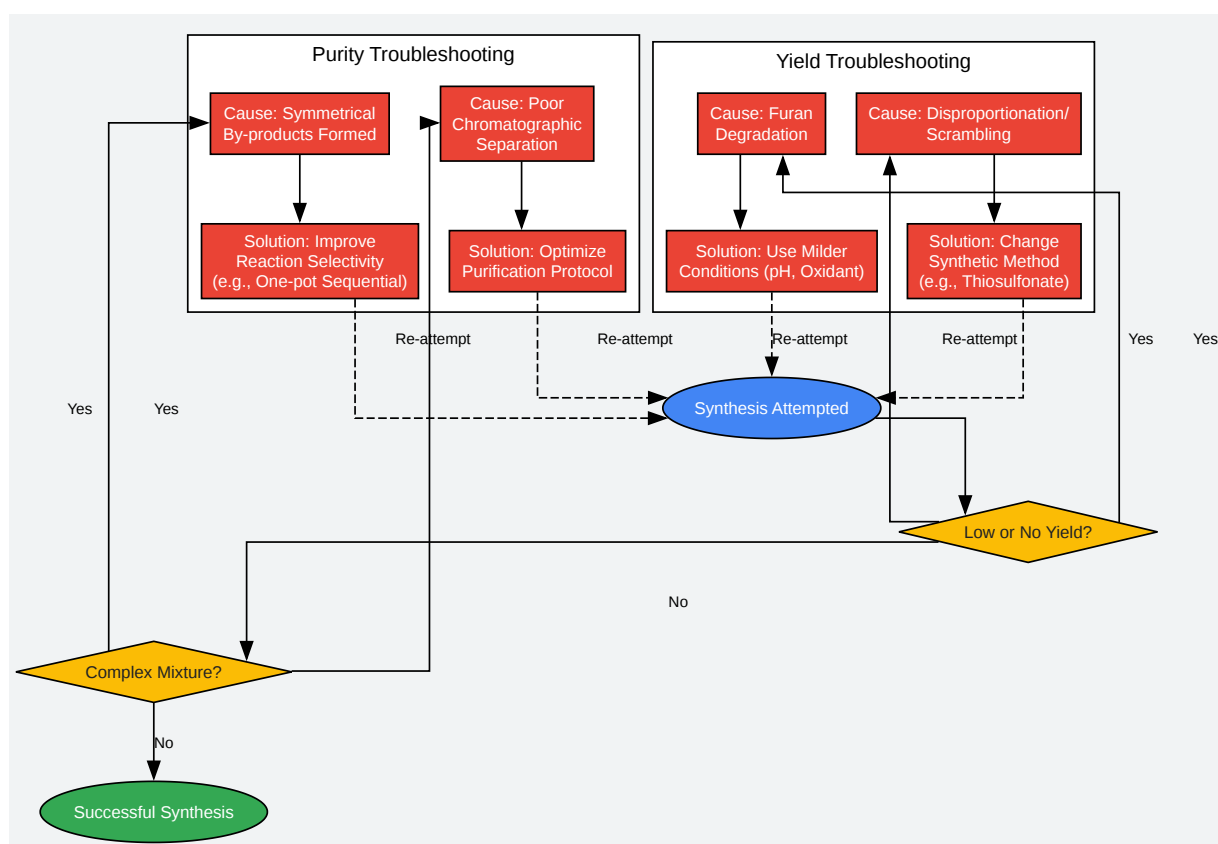 Purity Troubleshooting
Cause: Symmetrical
By-products Formed
Cause: Poor
Chromatographic
Separation
Solution: Improve
Reaction Selectivity
(e.g., One-pot Sequential)
Solution: Optimize
Purification Protocol
Yield Troubleshooting
Cause: Furan
Degradation
Cause: Disproportionation/
Scrambling
Solution: Use Milder
Conditions (pH, Oxidant)
Solution: Change
Synthetic Method
(e.g., Thiosulfonate)
Re-attempt
Re-attempt
Re-attempt
Re-attempt
Yes
Yes
Yes
Yes
Synthesis Attempted
Low or No Yield?
No
Complex Mixture?
No
Successful Synthesis